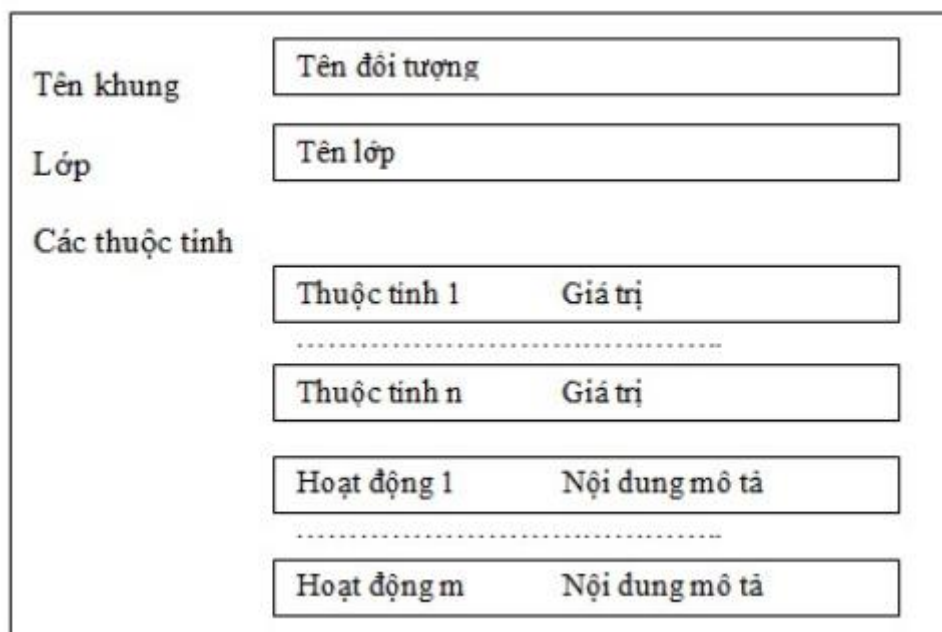 Tên khung Tên đối tượng
Lớp Tên lớp
Các thuộc tính
Thuộc tính 1 Giá trị
........................................
Thuộc tính n Giá trị
Hoạt động 1 Nội dung mô tả
........................................
Hoạt động m Nội dung mô tả